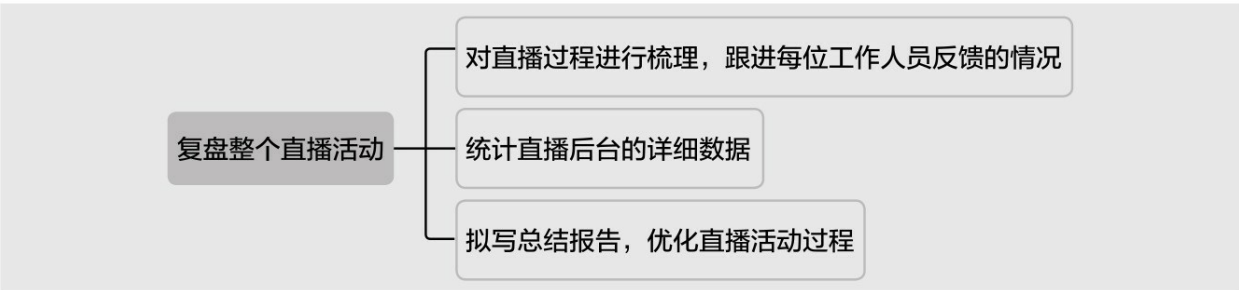 对直播过程进行梳理，跟进每位工作人员反馈的情况
复盘整个直播活动
统计直播后台的详细数据
拟写总结报告，优化直播活动过程